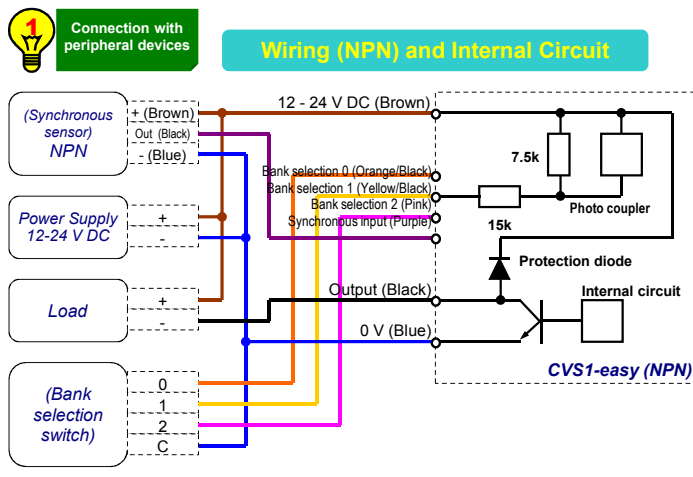 1
Connection with
peripheral devices
Wiring (NPN) and Internal Circuit
(Synchronous
sensor)
NPN
+ (Brown)
Out (Black)
- (Blue)
12 - 24 V DC (Brown)
Bank selection 0 (Orange/Black)
Bank selection 1 (Yellow/Black)
Bank selection 2 (Pink)
Synchronous input (Purple)
7.5k
15k
Photo coupler
Power Supply
12-24 V DC
+
-
Protection diode
Load
+
-
Output (Black)
Internal circuit
0 V (Blue)
CVS1-easy (NPN)
(Bank
selection
switch)
0
1
2
C